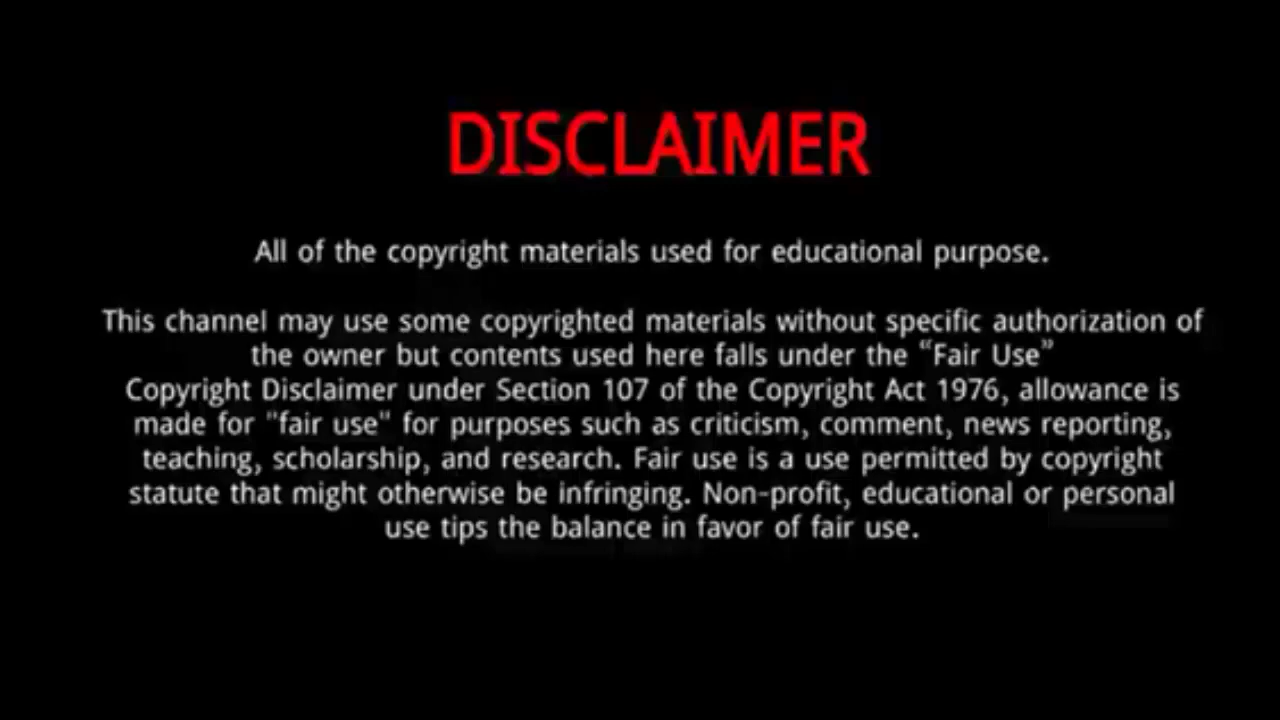 DISCLAIMER
All of the copyright materials used for educational purpose.
This channel may use some copyrighted materials without specific authorization of
the owner but contents used here falls under the “Fair Use”
Copyright Disclaimer under Section 107 of the Copyright Act 1976, allowance is
made for "fair use" for purposes such as criticism, comment, news reporting,
teaching, scholarship, and research. Fair use is a use permitted by copyright
statute that might otherwise be infringing. Non-profit, educational or personal
use tips the balance in favor of fair use.